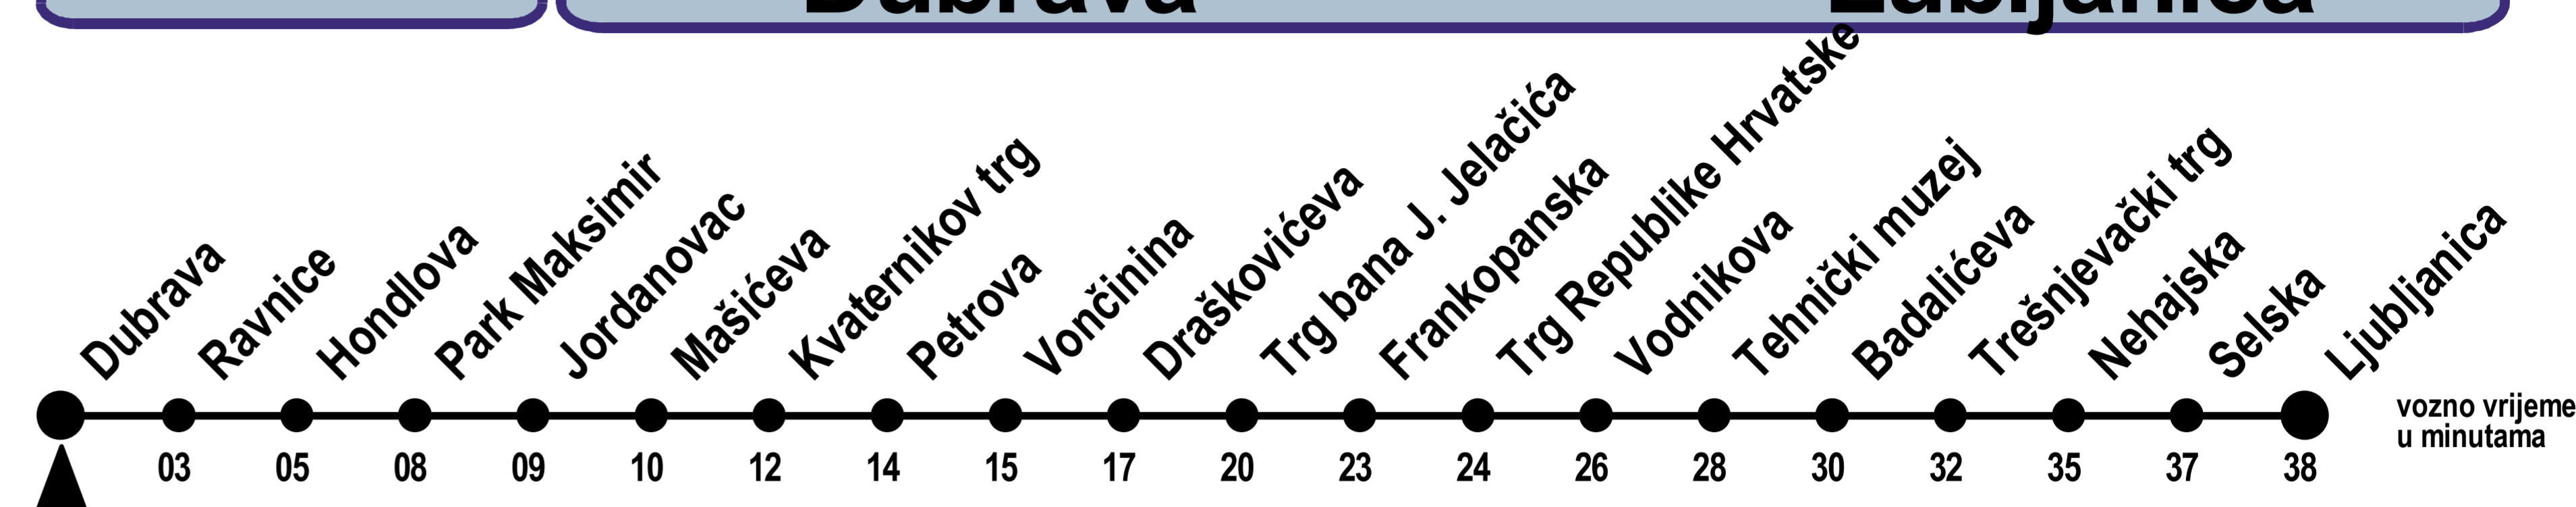 Dubrava
Ljubljanica
Dubrava
Ravnice
Hondlova
Park Maksimir
Jordanovac
Mašićeva
Kvaternikov trg
Petrova
Vončinina
Draškovićeva
Trg bana J. Jelačića
Frankopanska
Trg Republike Hrvatske
Vodnikova
Tehnički muzej
Badalićeva
Trešnjevački trg
Nehajska
Selska
Ljubljanica
vozno vrijeme
u minutama
03 05 08 09 10 12 14 15 17 20 23 24 26 28 30 32 35 37 38